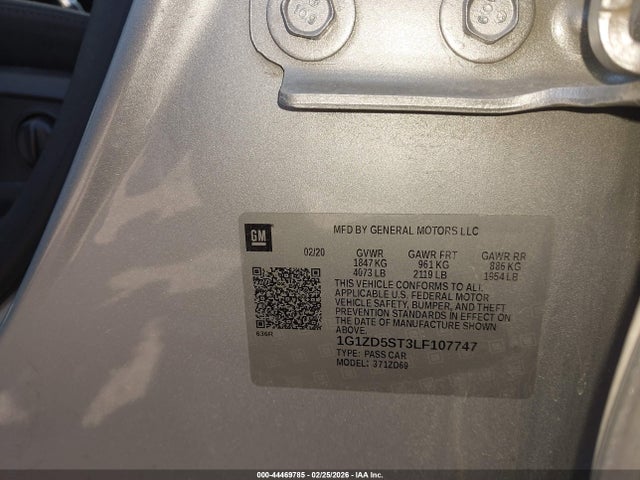 GM
MFD BY GENERAL MOTORS LLC
02/20 GVWR GAWR FRT GAWR RR
1847 KG 961 KG 886 KG
4073 LB 2119 LB 1954 LB
THIS VEHICLE CONFORMS TO ALL
APPLICABLE U.S. FEDERAL MOTOR
VEHICLE SAFETY, BUMPER, AND THEFT
PREVENTION STANDARDS IN EFFECT ON
THE DATE OF MANUFACTURE SHOWN
ABOVE.
636R
1G1ZD5ST3LF107747
TYPE: PASS CAR
MODEL: 371ZD69
000-44469785 - 02/25/2026 - IAA Inc.